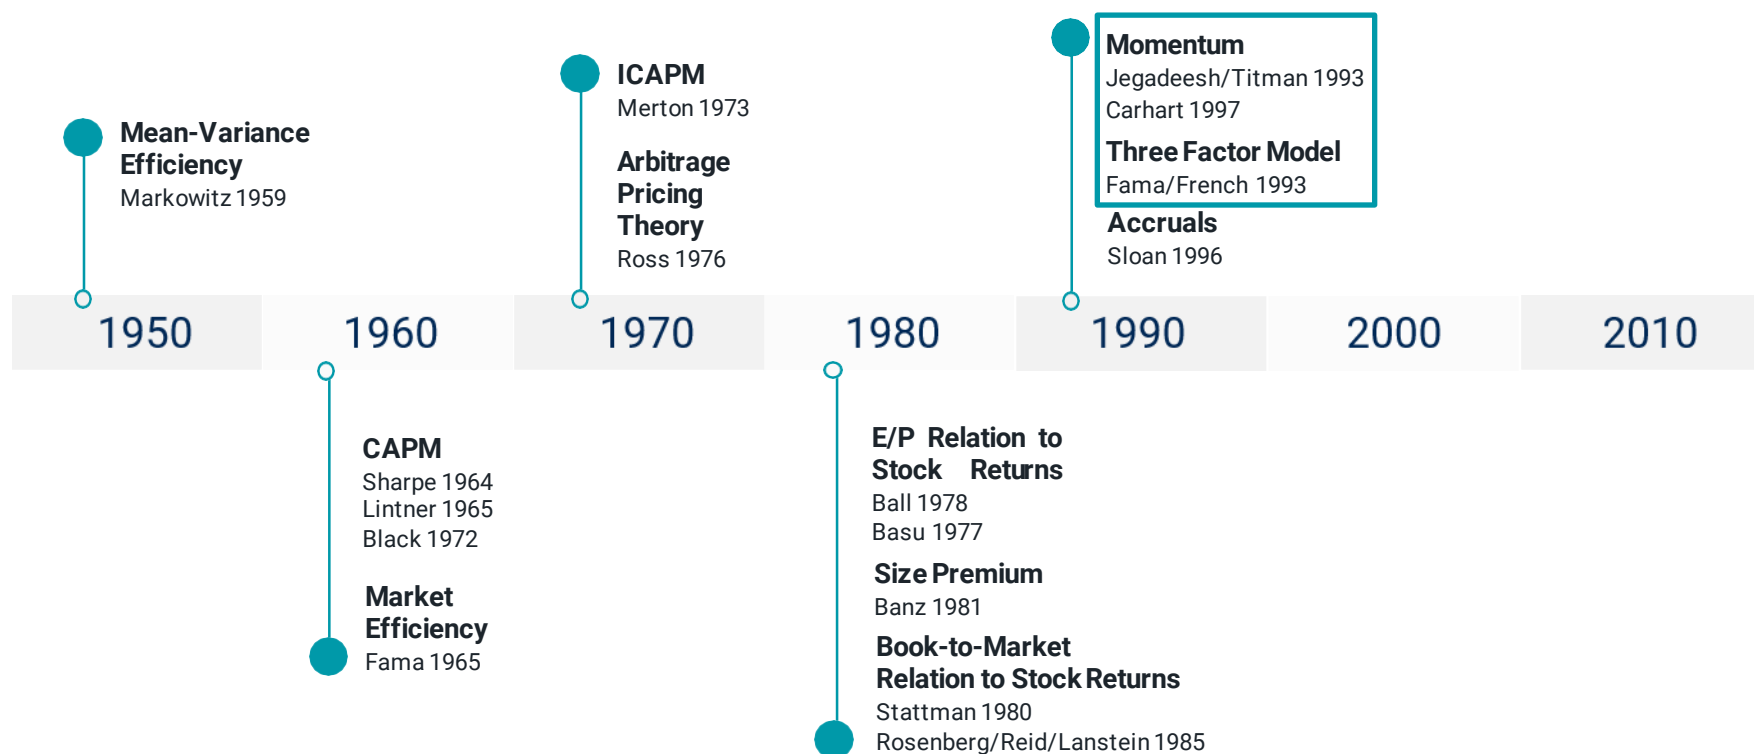 Mean-Variance
Efficiency
Markowitz 1959
ICAPM
Merton 1973
Arbitrage
Pricing
Theory
Ross 1976
Momentum
Jegadeesh/Titman 1993
Carhart 1997
Three Factor Model
Fama/French 1993
Accruals
Sloan 1996
1950 1960 1970 1980 1990 2000 2010
CAPM
Sharpe 1964
Lintner 1965
Black 1972
Market
Efficiency
Fama 1965
E/P Relation to
Stock Returns
Ball 1978
Basu 1977
Size Premium
Banz 1981
Book-to-Market
Relation to Stock Returns
Stattman 1980
Rosenberg/Reid/Lanstein 1985